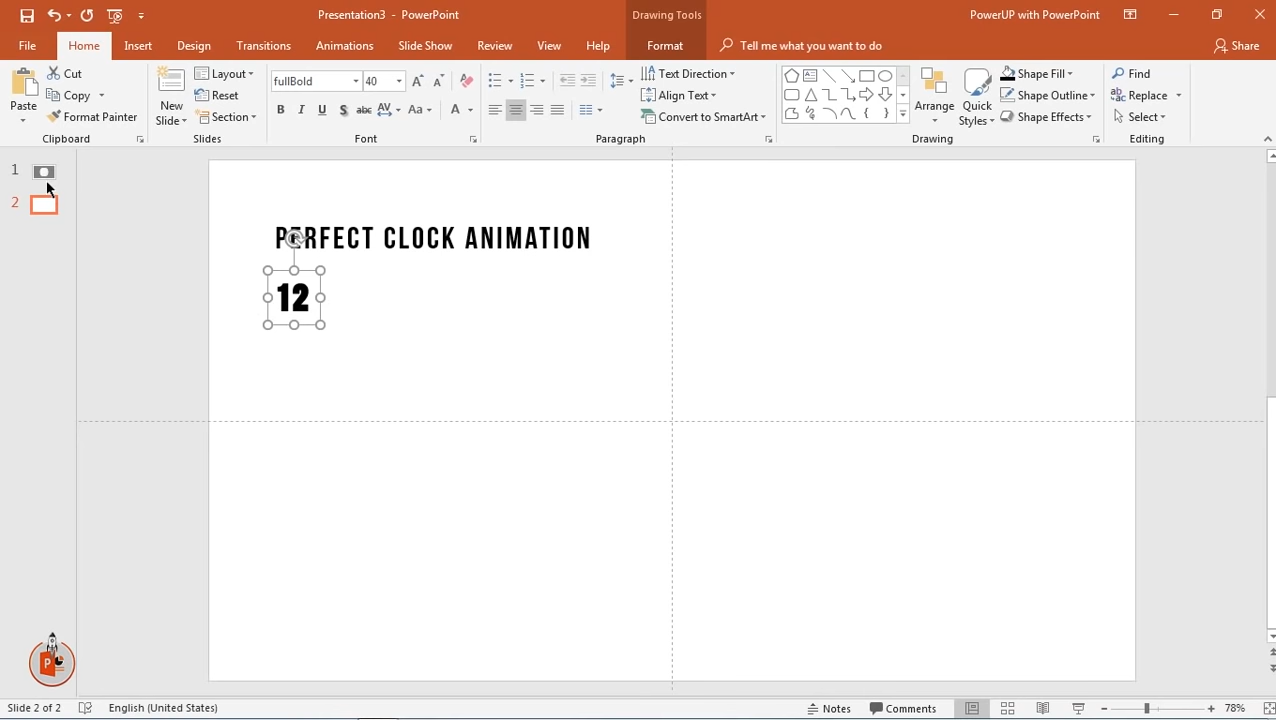 Presentation3 - PowerPoint
Drawing Tools
PowerUP with PowerPoint
File Home Insert Design Transitions Animations Slide Show Review View Help Format Tell me what you want to do Share
Paste
Cut
Copy
Format Painter
Clipboard
New Slide
Layout
Reset
Section
Slides
fullBold 40
B I U S abc AV Aa A
Font
Text Direction
Align Text
Convert to SmartArt
Paragraph
Arrange
Quick Styles
Shape Fill
Shape Outline
Shape Effects
Drawing
Find
Replace
Select
Editing
1
2
PERFECT CLOCK ANIMATION
12
P
Slide 2 of 2 English (United States) Notes Comments 78%